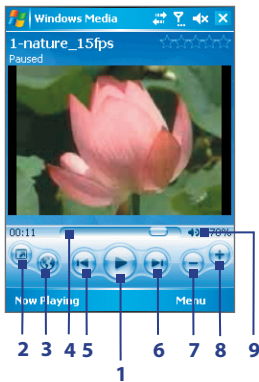 Windows Media
1-nature_15fps
Paused
00:11 70%
Now Playing Menu
2 3 4 5 1 6 7 8 9